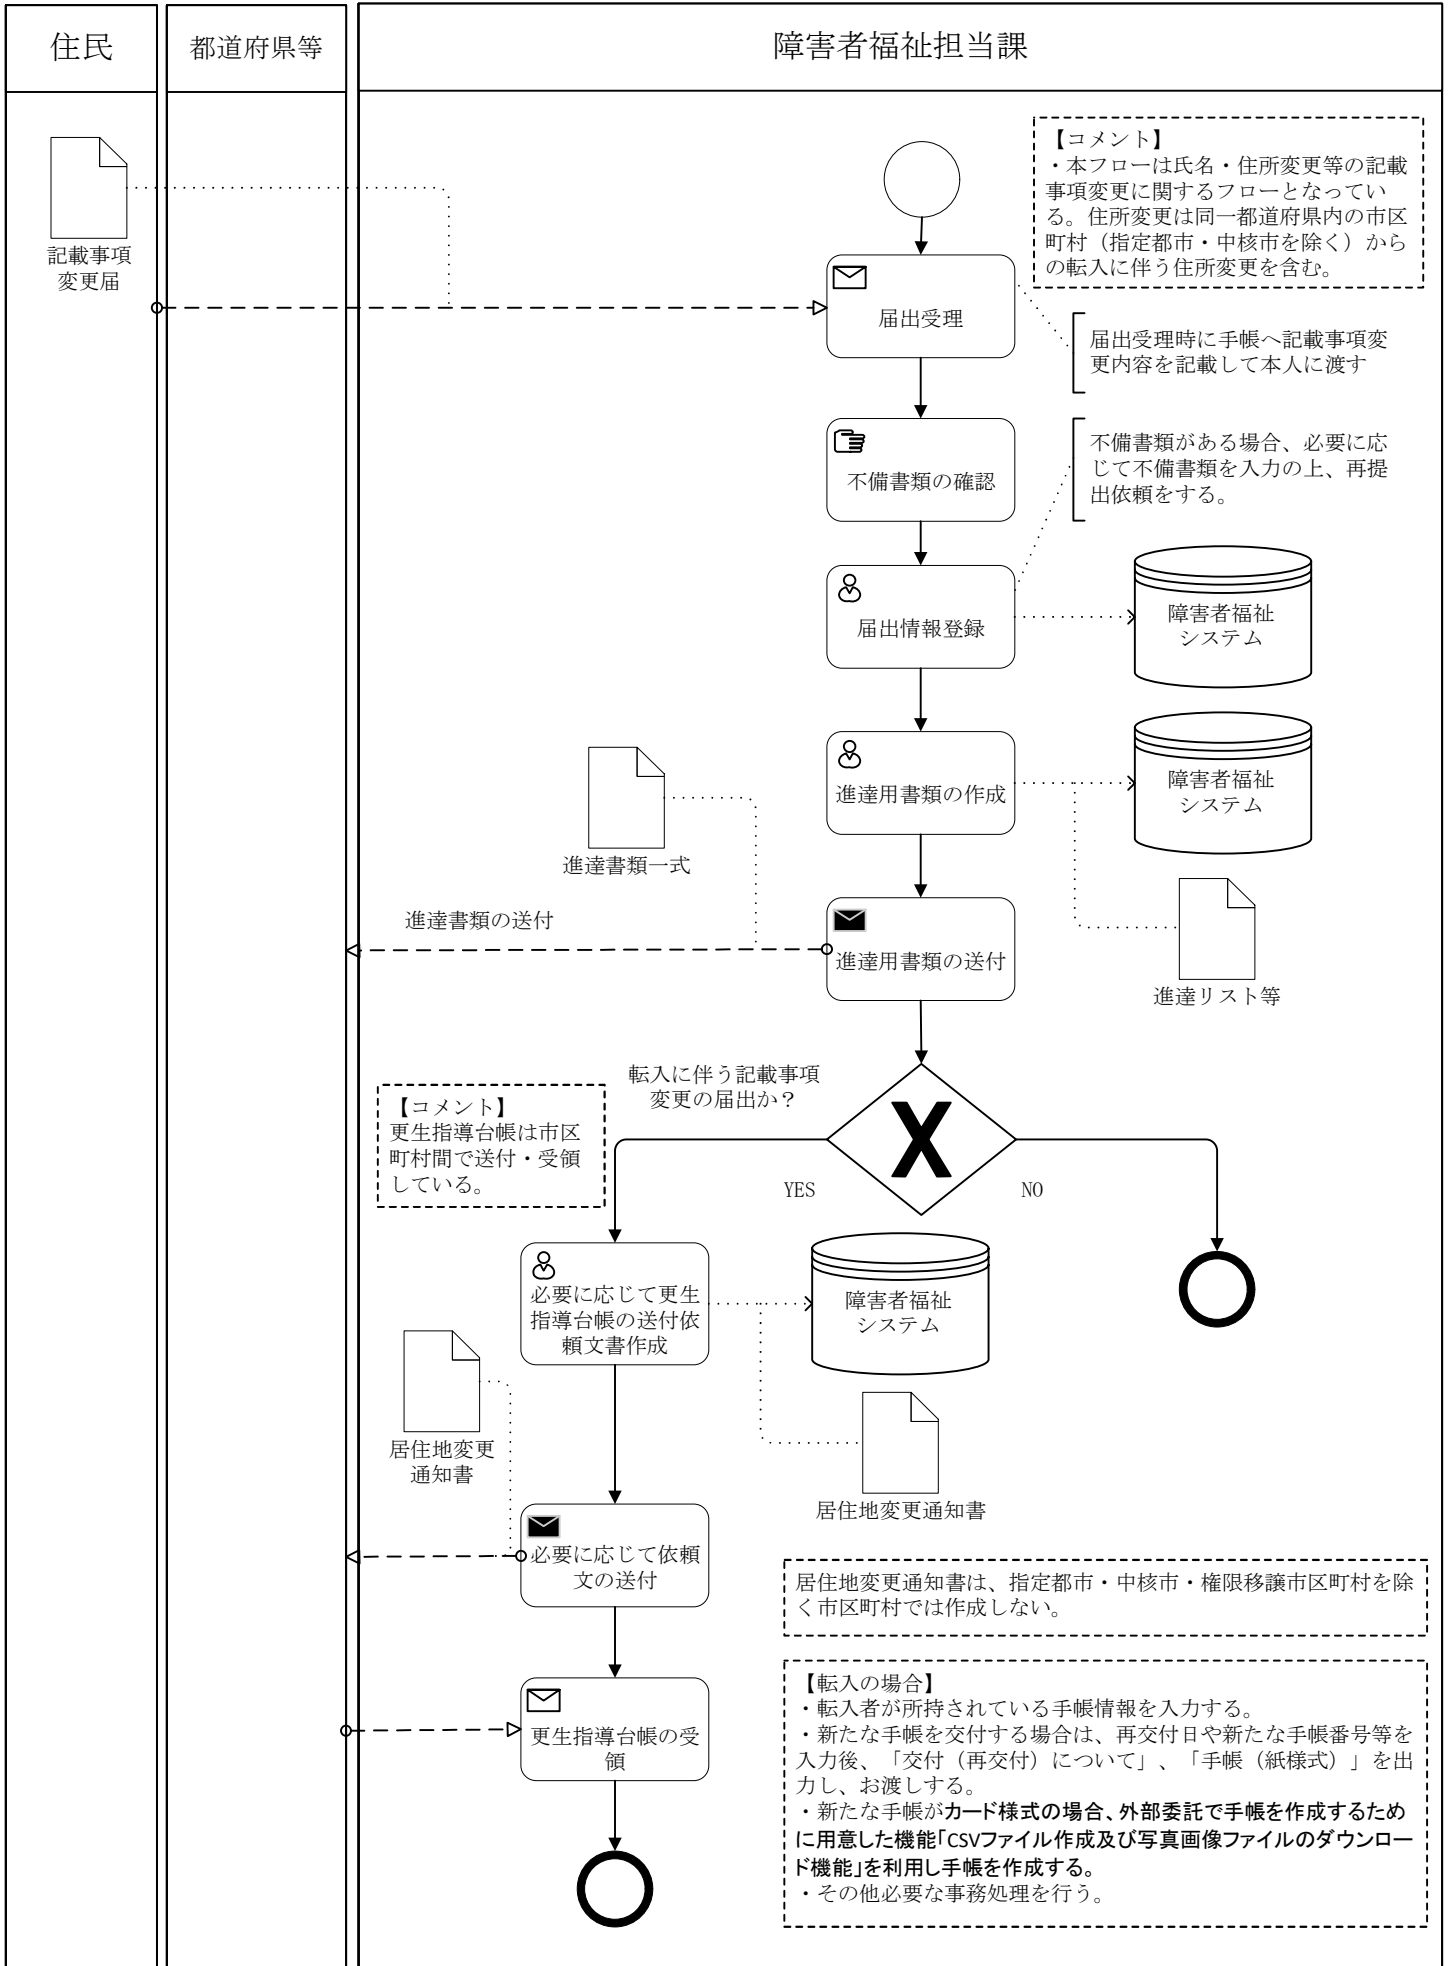 住民
都道府県等
障害者福祉担当課
記載事項
変更届
【コメント】
・本フローは氏名・住所変更等の記載
事項変更に関するフローとなってい
る。住所変更は同一都道府県内の市区
町村（指定都市・中核市を除く）から
の転入に伴う住所変更を含む。
届出受理
届出受理時に手帳へ記載事項変
更内容を記載して本人に渡す
不備書類の確認
不備書類がある場合、必要に応
じて不備書類を入力の上、再提
出依頼をする。
届出情報登録
障害者福祉
システム
進達用書類の作成
障害者福祉
システム
進達書類一式
進達書類の送付
進達用書類の送付
進達リスト等
転入に伴う記載事項
変更の届出か？
【コメント】
更生指導台帳は市区
町村間で送付・受領
している。
X
YES
NO
必要に応じて更生
指導台帳の送付依
頼文書作成
障害者福祉
システム
居住地変更
通知書
居住地変更通知書
必要に応じて依頼
文の送付
居住地変更通知書は、指定都市・中核市・権限移譲市区町村を除
く市区町村では作成しない。
更生指導台帳の受
領
【転入の場合】
・転入者が所持されている手帳情報を入力する。
・新たな手帳を交付する場合は、再交付日や新たな手帳番号等を
入力後、「交付（再交付）について」、「手帳（紙様式）」を出
力し、お渡しする。
・新たな手帳がカード様式の場合、外部委託で手帳を作成するため
に用意した機能「CSVファイル作成及び写真画像ファイルのダウンロー
ド機能」を利用し手帳を作成する。
・その他必要な事務処理を行う。